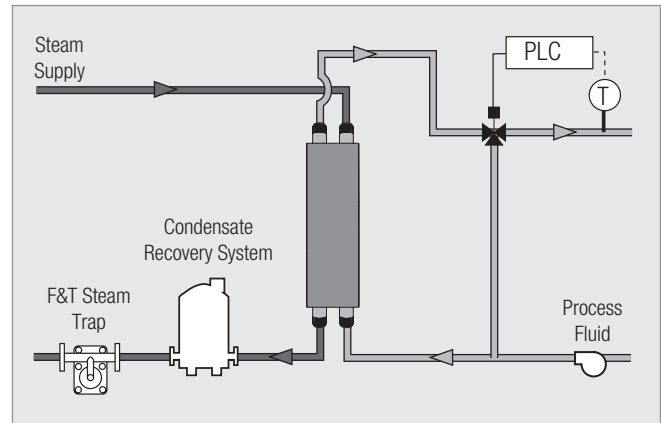 Steam
Supply
PLC
T
Condensate
Recovery System
F&T Steam
Trap
Process
Fluid